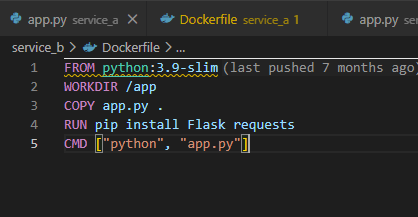 app.py service_a Dockerfile service_a 1 app.py
service_b > Dockerfile > ...
1 FROM python:3.9-slim (last pushed 7 months ago)
2 WORKDIR /app
3 COPY app.py .
4 RUN pip install Flask requests
5 CMD ["python", "app.py"]